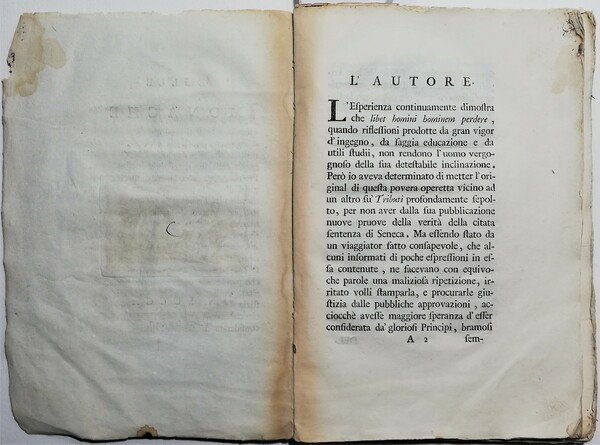 L'AUTORE.
L'Esperienza continuamente dimostra
che libet homini hominem perdere,
quando riflessioni prodotte da gran vigor
d'ingegno, da saggia educazione e da
utili studii, non rendono l'uomo vergo-
gnoso della sua detestabile inclinazione.
Però io aveva determinato di metter l'ori-
ginal di questa povera operetta vicino ad
un altro su' Tributi profondamente sepol-
to, per non aver dalla sua pubblicazione
nuove pruove della verità della citata
sentenza di Seneca. Ma essendo stato da
un viaggiator fatto consapevole, che al-
cuni informati di poche espressioni in es-
sa contenute, ne facevano con equivo-
che parole una maliziosa ripetizione, ir-
ritato volli stamparla, e procurarle giu-
stizia dalle pubbliche approvazioni, ac-
ciocchè avesse maggiore speranza d'esser
considerata da' gloriosi Principi, bramosi
A 2 sem-